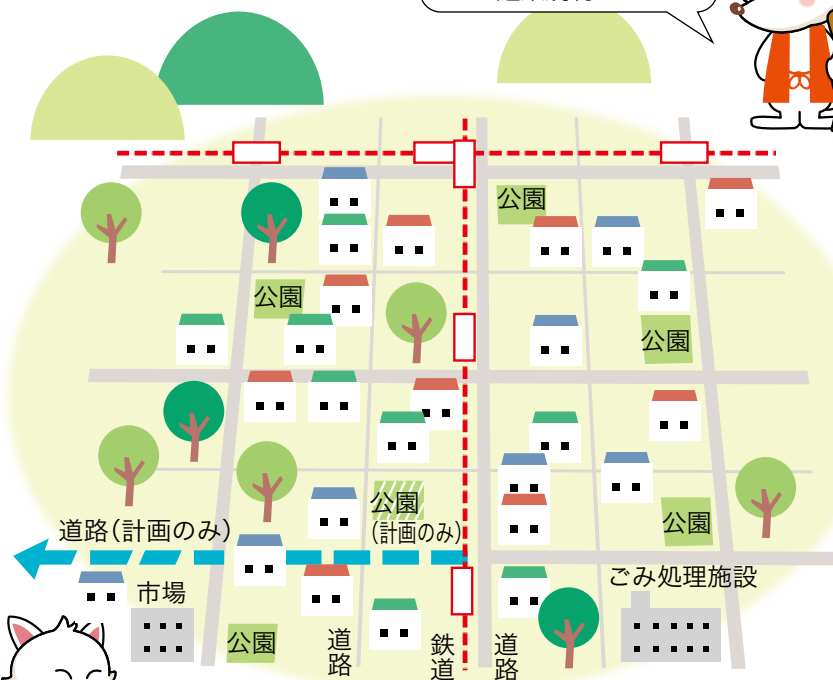 公園
公園
公園
公園
(計画のみ)
道路(計画のみ)
公園
ごみ処理施設
市場
公園
道路
鉄道
道路